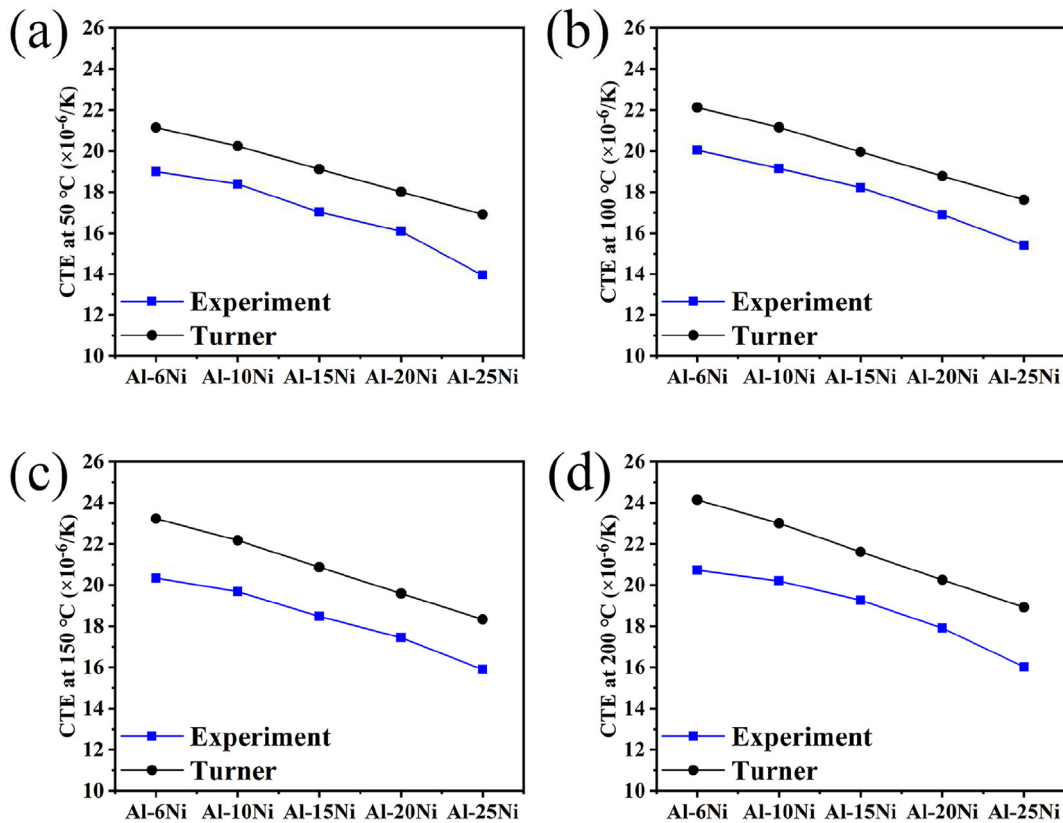 (a)
CTE at 50 °C (×10⁻⁶/K)
26
24
22
20
18
16
14
12
10
Experiment
Turner
Al-6Ni Al-10Ni Al-15Ni Al-20Ni Al-25Ni
(b)
CTE at 100 °C (×10⁻⁶/K)
26
24
22
20
18
16
14
12
10
Experiment
Turner
Al-6Ni Al-10Ni Al-15Ni Al-20Ni Al-25Ni
(c)
CTE at 150 °C (×10⁻⁶/K)
26
24
22
20
18
16
14
12
10
Experiment
Turner
Al-6Ni Al-10Ni Al-15Ni Al-20Ni Al-25Ni
(d)
CTE at 200 °C (×10⁻⁶/K)
26
24
22
20
18
16
14
12
10
Experiment
Turner
Al-6Ni Al-10Ni Al-15Ni Al-20Ni Al-25Ni